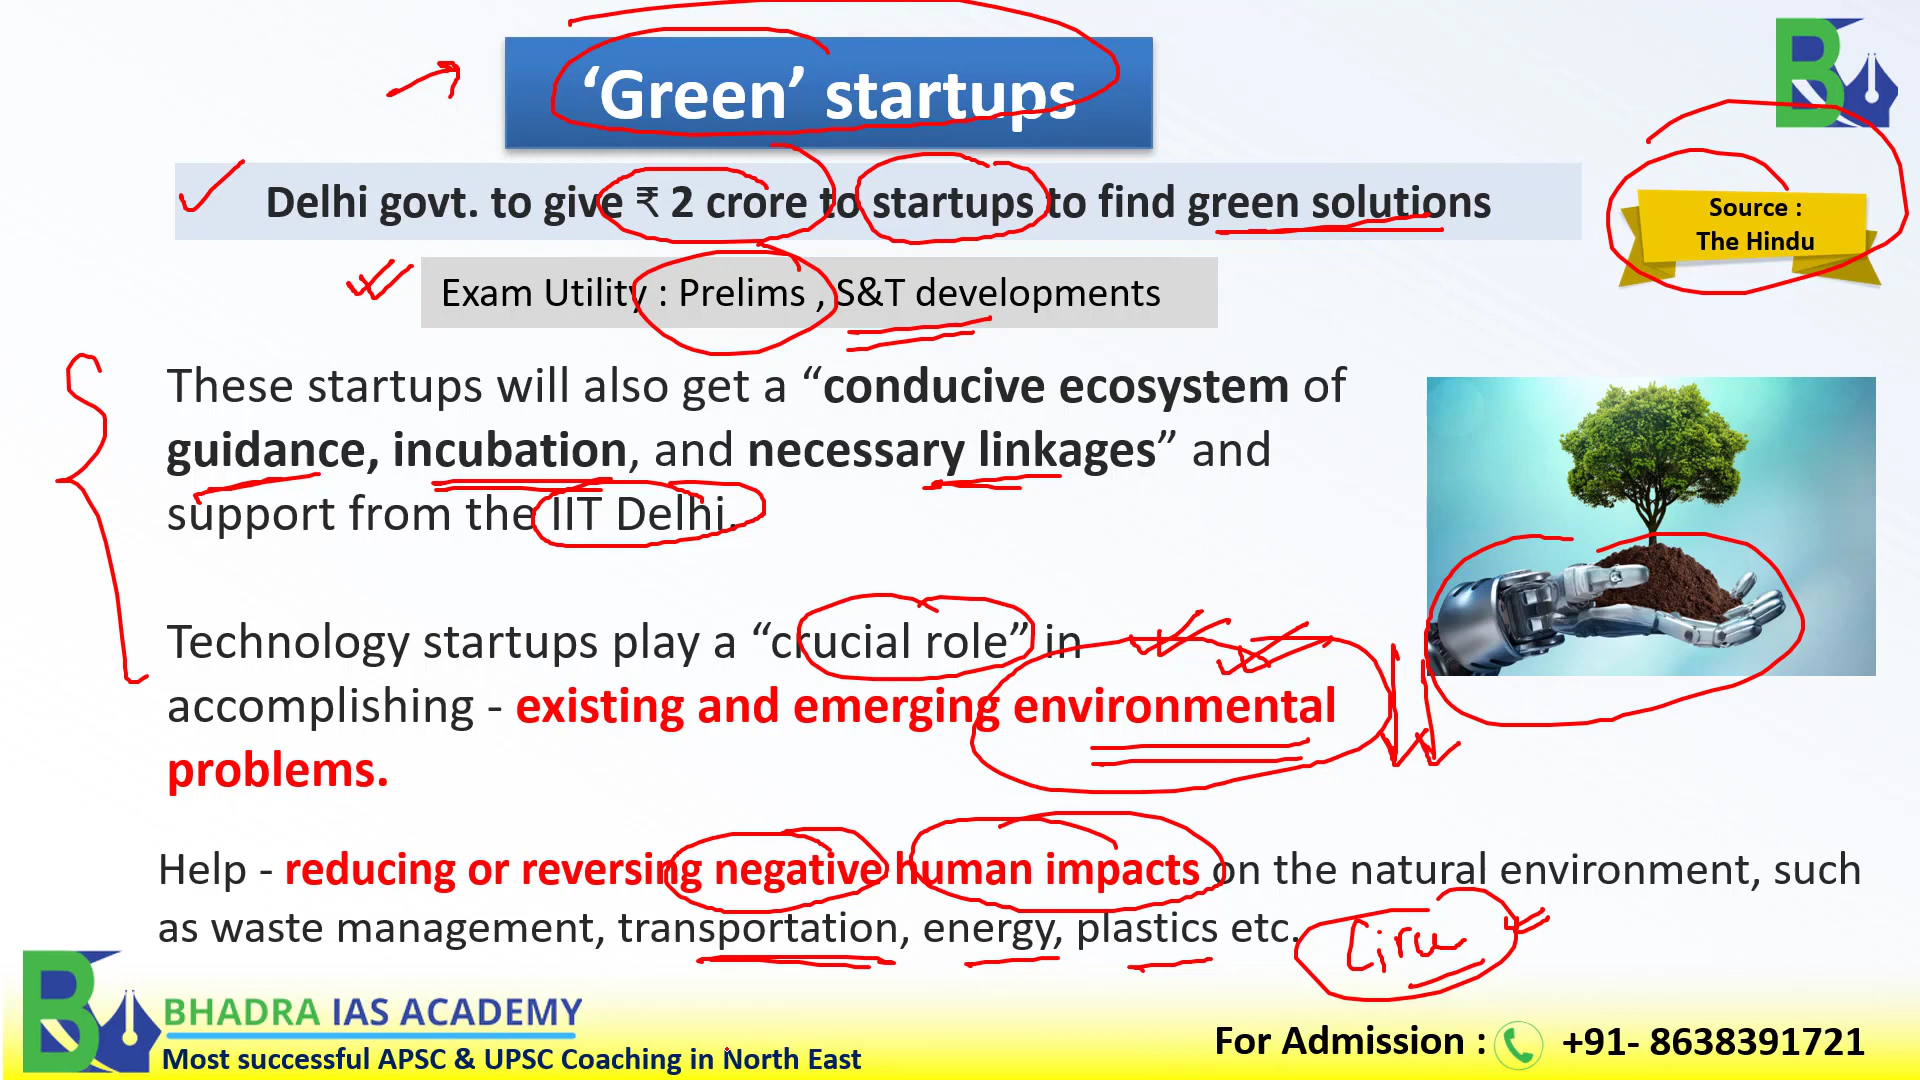 ‘Green’ startups
Delhi govt. to give ₹ 2 crore to startups to find green solutions
Source :
The Hindu
Exam Utility : Prelims , S&T developments
These startups will also get a “conducive ecosystem of
guidance, incubation, and necessary linkages” and
support from the IIT Delhi.
Technology startups play a “crucial role” in
accomplishing - existing and emerging environmental
problems.
Help - reducing or reversing negative human impacts on the natural environment, such
as waste management, transportation, energy, plastics etc.
BHADRA IAS ACADEMY
Most successful APSC & UPSC Coaching in North East
For Admission : +91- 8638391721